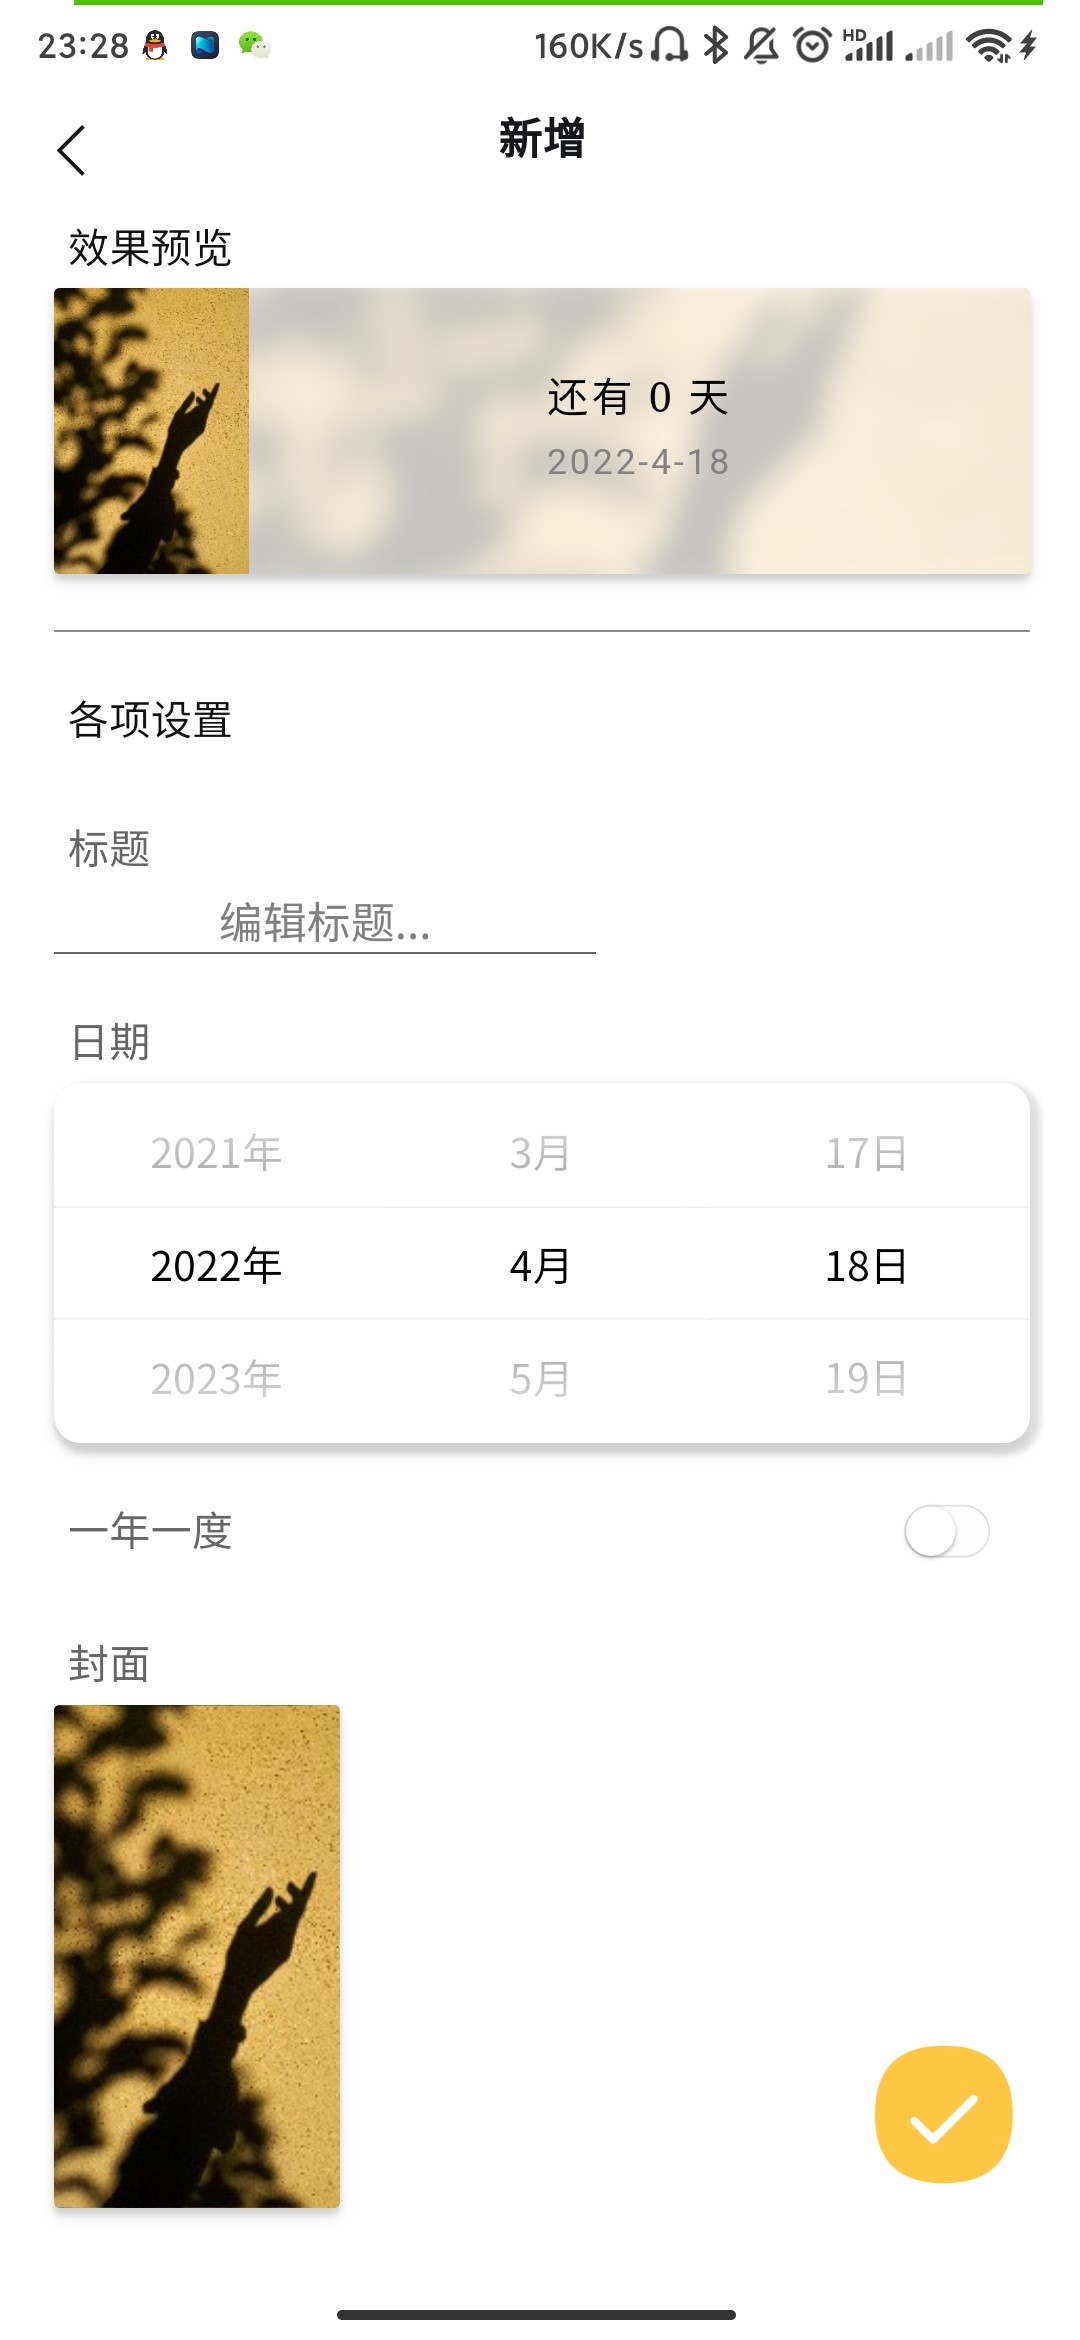 23:28 160K/s HD
新增
效果预览
还有 0 天
2022-4-18
各项设置
标题
编辑标题...
日期
2021年 3月 17日
2022年 4月 18日
2023年 5月 19日
一年一度
封面